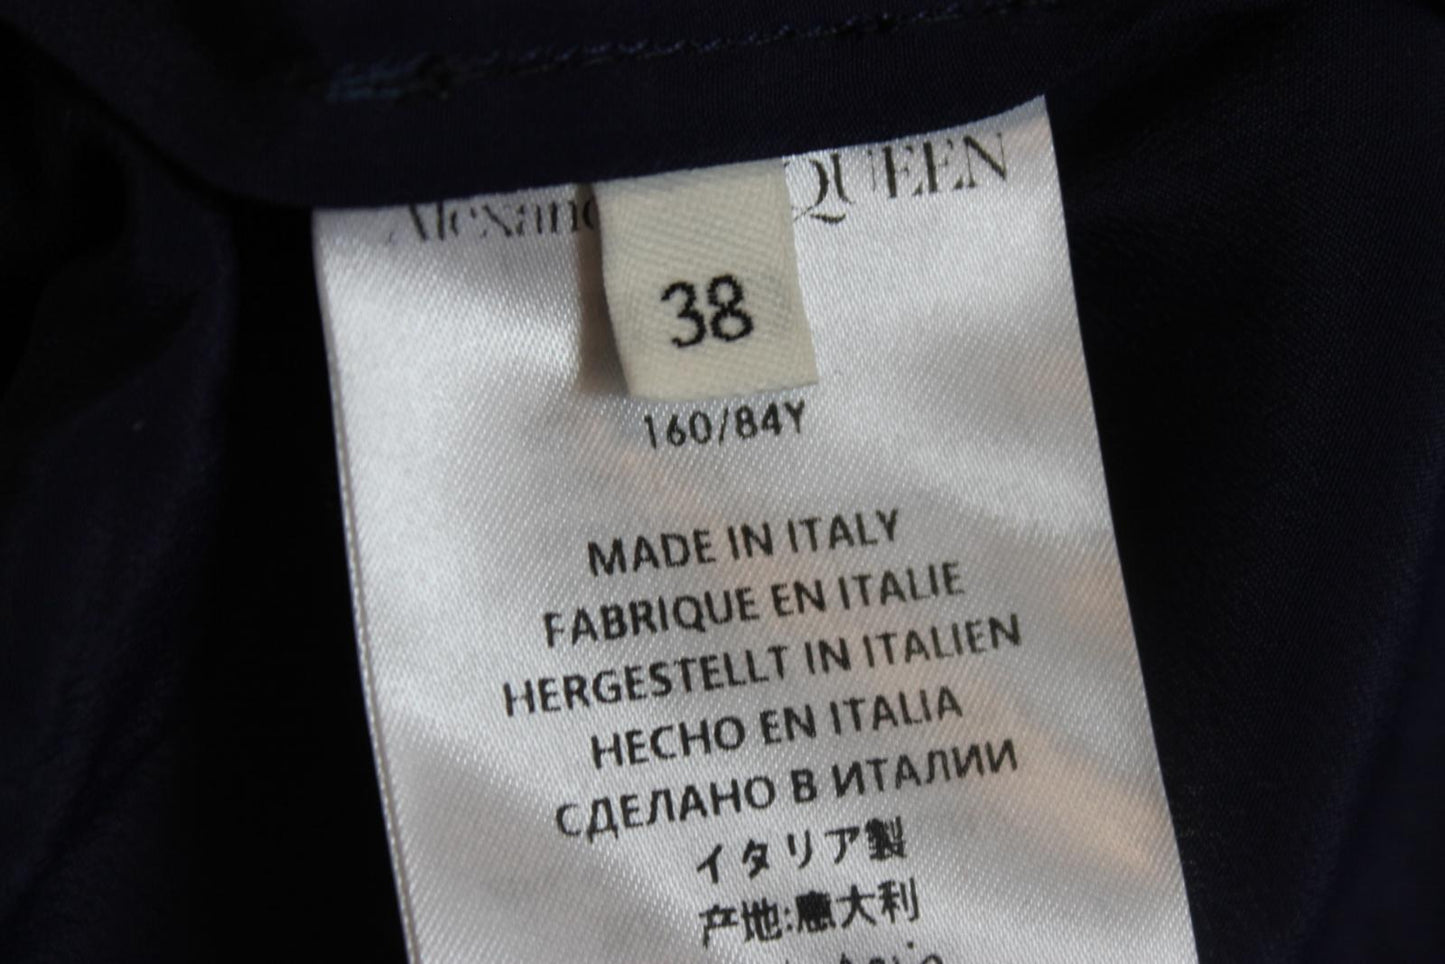 Alexand QUEEN
38
160/84Y
MADE IN ITALY
FABRIQUE EN ITALIE
HERGESTELLT IN ITALIEN
HECHO EN ITALIA
СДЕЛАНО В ИТАЛИИ
イタリア製
产地:意大利